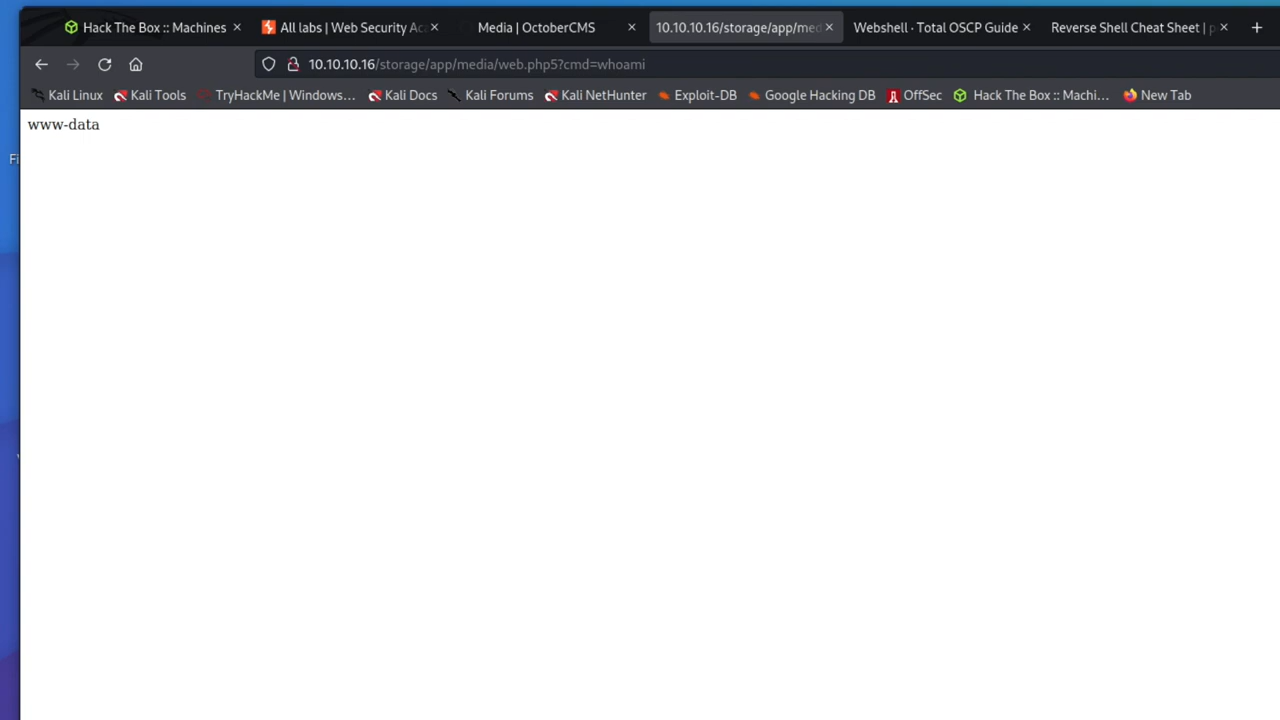 Hack The Box :: Machines All labs | Web Security Ac Media | OctoberCMS 10.10.10.16/storage/app/med Webshell · Total OSCP Guide Reverse Shell Cheat Sheet | p
10.10.10.16/storage/app/media/web.php5?cmd=whoami
Kali Linux Kali Tools TryHackMe | Windows… Kali Docs Kali Forums Kali NetHunter Exploit-DB Google Hacking DB OffSec Hack The Box :: Machi… New Tab
www-data
Fi